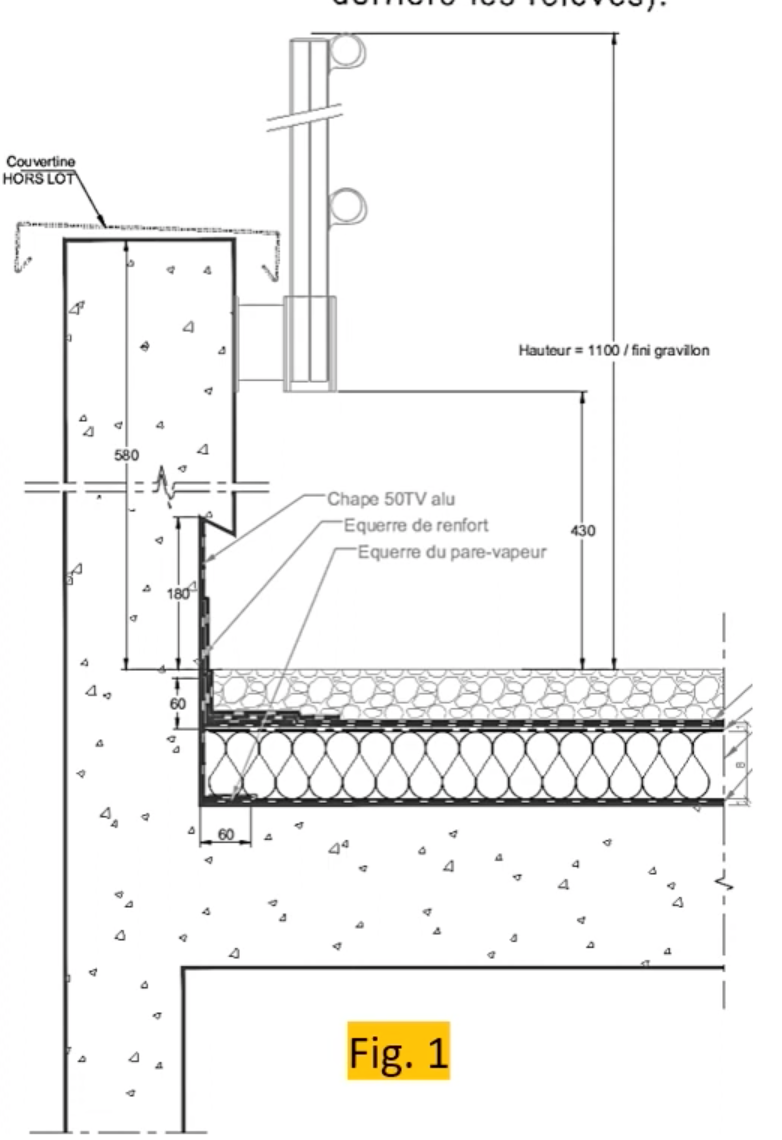 Couvertine
HORS LOT
Hauteur = 1100 / fini gravillon
580
Chape 50TV alu
Equerre de renfort
Equerre du pare-vapeur
430
180
60
8
60
Fig. 1